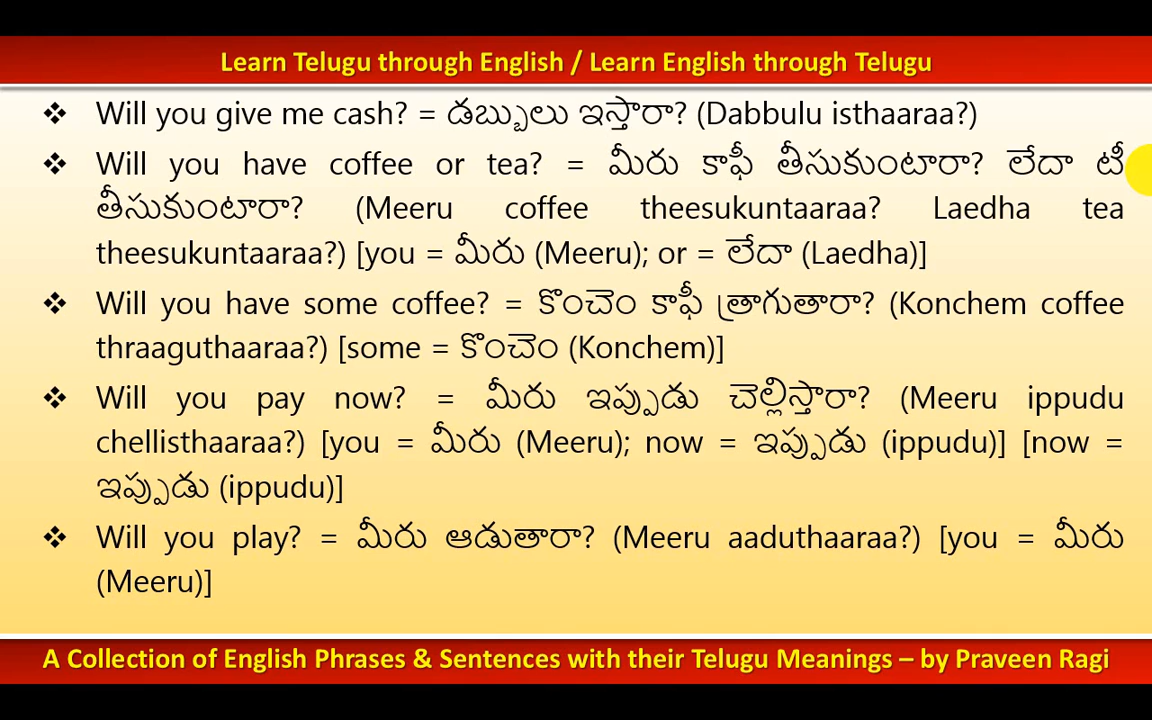 Learn Telugu through English / Learn English through Telugu
❖ Will you give me cash? = డబ్బులు ఇస్తారా? (Dabbulu isthaaraa?)
❖ Will you have coffee or tea? = మీరు కాఫీ తీసుకుంటారా? లేదా టీ
తీసుకుంటారా? (Meeru coffee theesukuntaaraa? Laedha tea
theesukuntaaraa?) [you = మీరు (Meeru); or = లేదా (Laedha)]
❖ Will you have some coffee? = కొంచెం కాఫీ త్రాగుతారా? (Konchem coffee
thraaguthaaraa?) [some = కొంచెం (Konchem)]
❖ Will you pay now? = మీరు ఇప్పుడు చెల్లిస్తారా? (Meeru ippudu
chellisthaaraa?) [you = మీరు (Meeru); now = ఇప్పుడు (ippudu)] [now =
ఇప్పుడు (ippudu)]
❖ Will you play? = మీరు ఆడుతారా? (Meeru aaduthaaraa?) [you = మీరు
(Meeru)]
A Collection of English Phrases & Sentences with their Telugu Meanings – by Praveen Ragi